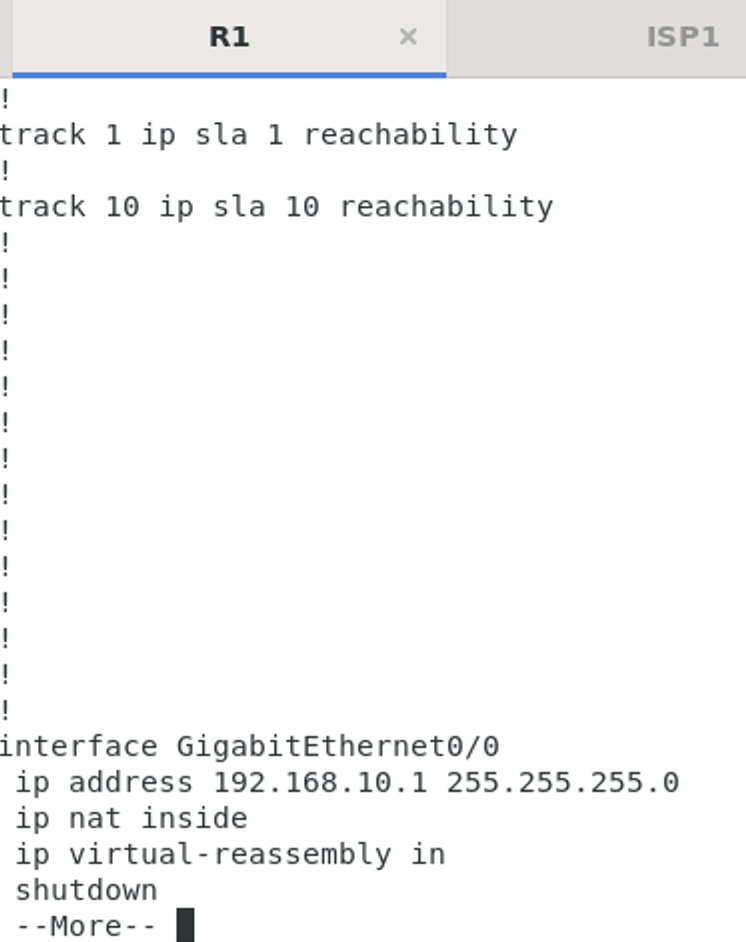 R1 × ISP1
!
track 1 ip sla 1 reachability
!
track 10 ip sla 10 reachability
!
!
!
!
!
!
!
!
!
!
!
!
!
!
interface GigabitEthernet0/0
 ip address 192.168.10.1 255.255.255.0
 ip nat inside
 ip virtual-reassembly in
 shutdown
 --More--